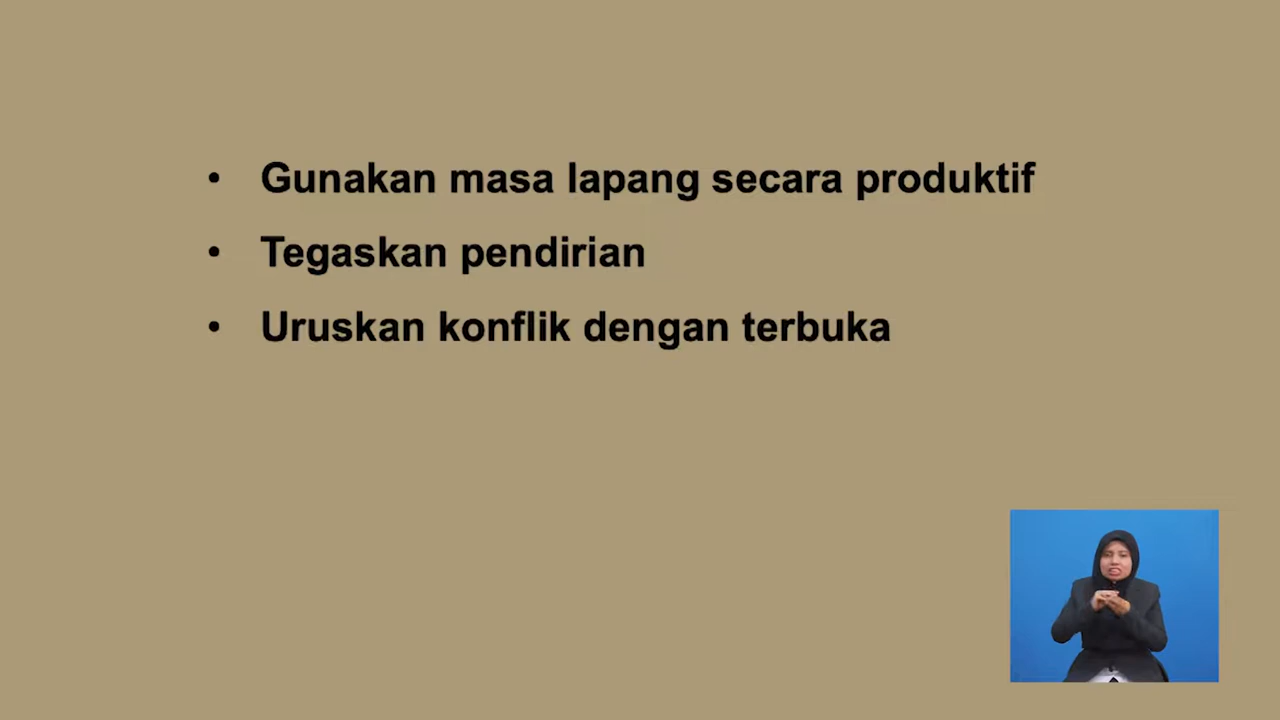 • Gunakan masa lapang secara produktif
• Tegaskan pendirian
• Uruskan konflik dengan terbuka